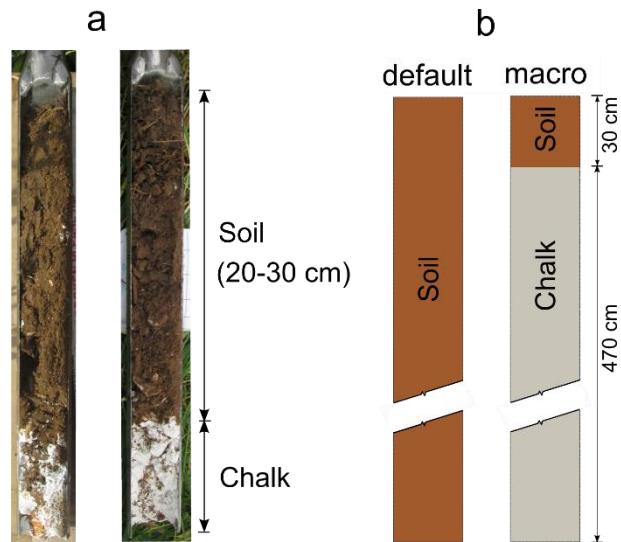 a
b
default
macro
Soil
(20-30 cm)
Chalk
Soil
Soil
Chalk
30 cm
470 cm